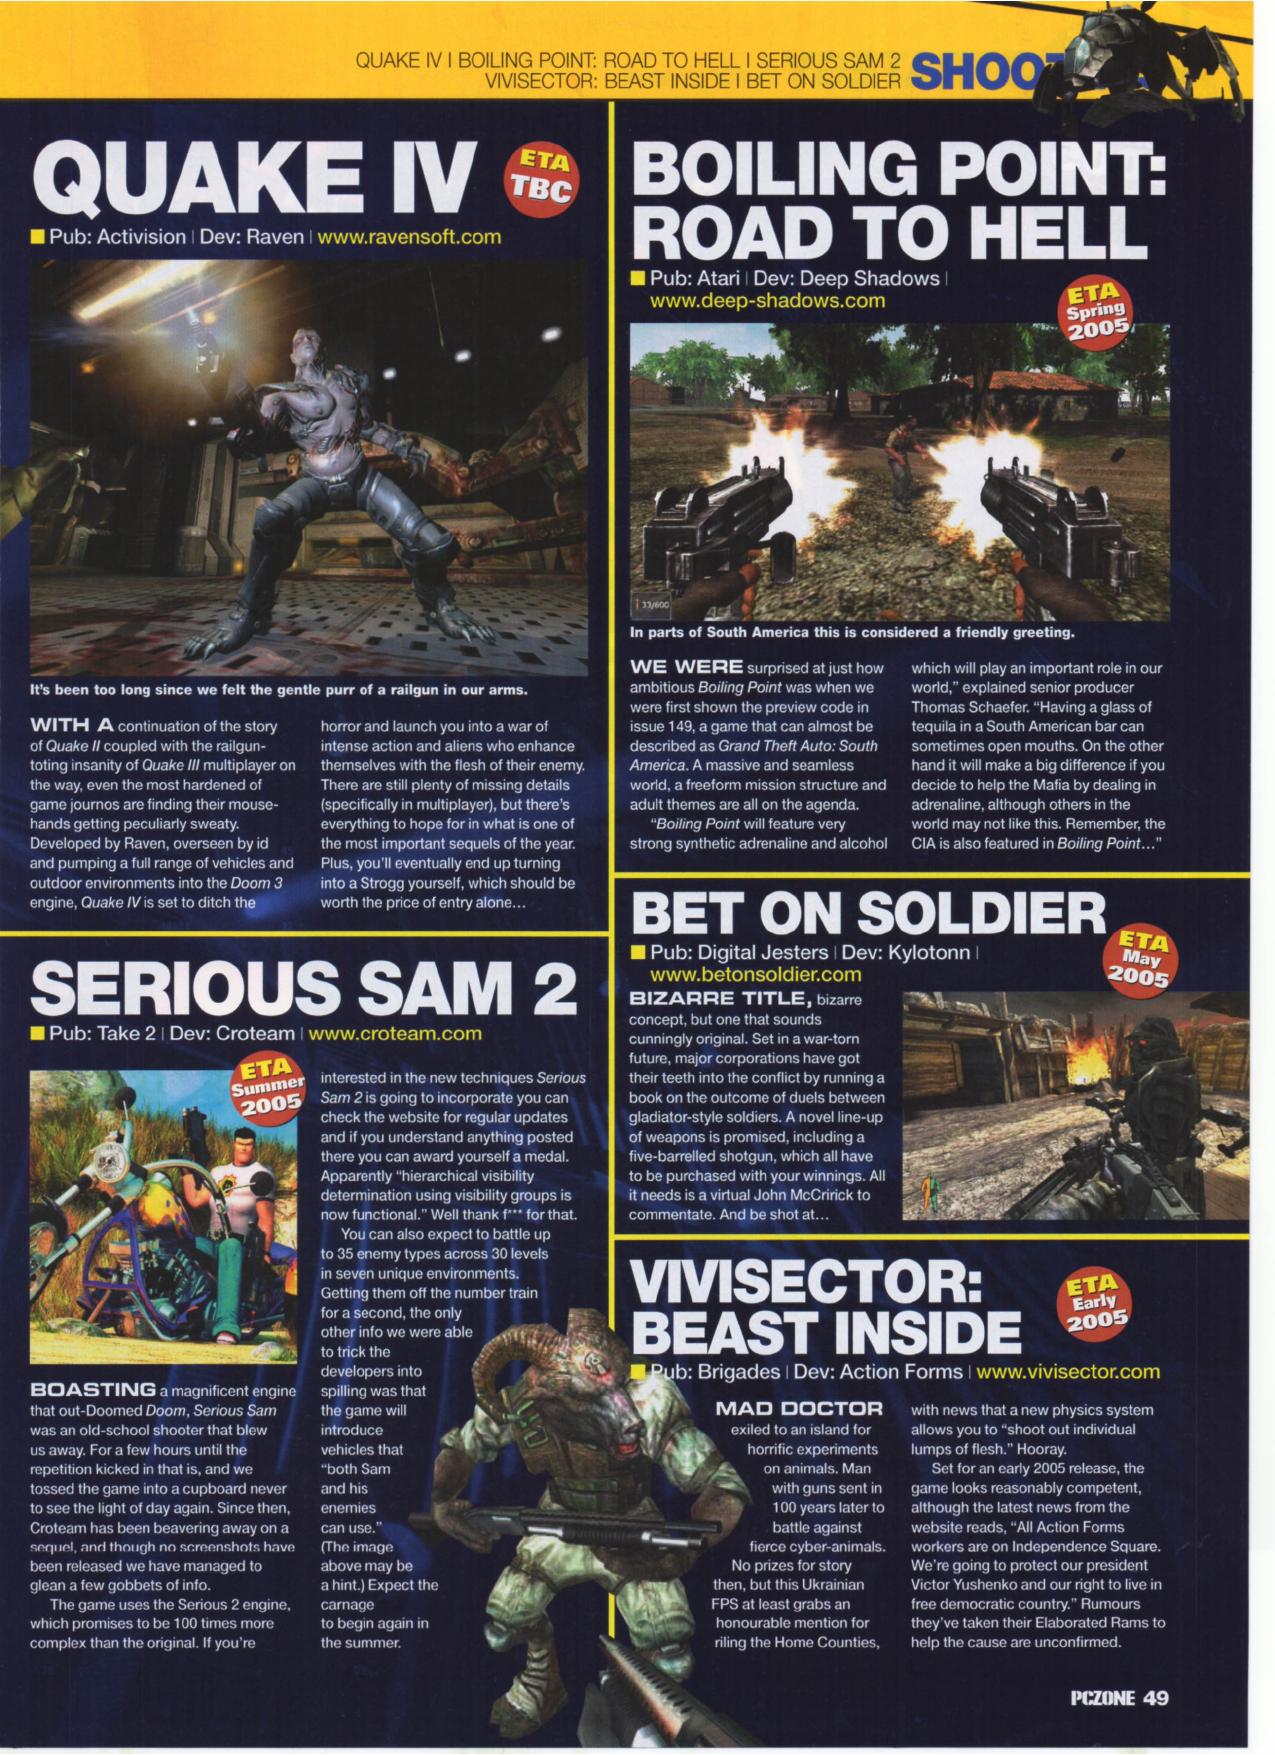 QUAKE IV I BOILING POINT: ROAD TO HELL I SERIOUS SAM 2
VIVISECTOR: BEAST INSIDE I BET ON SOLDIER
QUAKE IV
ETA
TBC
Pub: Activision | Dev: Raven | www.ravensoft.com
It's been too long since we felt the gentle purr of a railgun in our arms.
WITH A continuation of the story
of Quake II coupled with the railgun-
toting insanity of Quake III multiplayer on
the way, even the most hardened of
game journos are finding their mouse-
hands getting peculiarly sweaty.
Developed by Raven, overseen by id
and pumping a full range of vehicles and
outdoor environments into the Doom 3
engine, Quake IV is set to ditch the
horror and launch you into a war of
intense action and aliens who enhance
themselves with the flesh of their enemy.
There are still plenty of missing details
(specifically in multiplayer), but there's
everything to hope for in what is one of
the most important sequels of the year.
Plus, you'll eventually end up turning
into a Strogg yourself, which should be
worth the price of entry alone...
SERIOUS SAM 2
Pub: Take 2 | Dev: Croteam | www.croteam.com
ETA
Summer
2005
BOASTING a magnificent engine
that out-Doomed Doom, Serious Sam
was an old-school shooter that blew
us away. For a few hours until the
repetition kicked in that is, and we
tossed the game into a cupboard never
to see the light of day again. Since then,
Croteam has been beavering away on a
sequel, and though no screenshots have
been released we have managed to
glean a few gobbets of info.
The game uses the Serious 2 engine,
which promises to be 100 times more
complex than the original. If you're
interested in the new techniques Serious
Sam 2 is going to incorporate you can
check the website for regular updates
and if you understand anything posted
there you can award yourself a medal.
Apparently "hierarchical visibility
determination using visibility groups is
now functional." Well thank f*** for that.
You can also expect to battle up
to 35 enemy types across 30 levels
in seven unique environments.
Getting them off the number train
for a second, the only
other info we were able
to trick the
developers into
spilling was that
the game will
introduce
vehicles that
"both Sam
and his
enemies
can use."
(The image
above may be
a hint.) Expect the
carnage
to begin again in
the summer.
BOILING POINT:
ROAD TO HELL
Pub: Atari | Dev: Deep Shadows |
www.deep-shadows.com
ETA
Spring
2005
33/600
In parts of South America this is considered a friendly greeting.
WE WERE surprised at just how
ambitious Boiling Point was when we
were first shown the preview code in
issue 149, a game that can almost be
described as Grand Theft Auto: South
America. A massive and seamless
world, a freeform mission structure and
adult themes are all on the agenda.
"Boiling Point will feature very
strong synthetic adrenaline and alcohol
which will play an important role in our
world," explained senior producer
Thomas Schaefer. "Having a glass of
tequila in a South American bar can
sometimes open mouths. On the other
hand it will make a big difference if you
decide to help the Mafia by dealing in
adrenaline, although others in the
world may not like this. Remember, the
CIA is also featured in Boiling Point..."
BET ON SOLDIER
Pub: Digital Jesters | Dev: Kylotonn |
www.betonsoldier.com
ETA
May
2005
BIZARRE TITLE, bizarre
concept, but one that sounds
cunningly original. Set in a war-torn
future, major corporations have got
their teeth into the conflict by running a
book on the outcome of duels between
gladiator-style soldiers. A novel line-up
of weapons is promised, including a
five-barrelled shotgun, which all have
to be purchased with your winnings. All
it needs is a virtual John McCririck to
commentate. And be shot at...
VIVISECTOR:
BEAST INSIDE
ETA
Early
2005
Pub: Brigades | Dev: Action Forms | www.vivisector.com
MAD DOCTOR
exiled to an island for
horrific experiments
on animals. Man
with guns sent in
100 years later to
battle against
fierce cyber-animals.
No prizes for story
then, but this Ukrainian
FPS at least grabs an
honourable mention for
riling the Home Counties,
with news that a new physics system
allows you to "shoot out individual
lumps of flesh." Hooray.
Set for an early 2005 release, the
game looks reasonably competent,
although the latest news from the
website reads, "All Action Forms
workers are on Independence Square.
We're going to protect our president
Victor Yushenko and our right to live in
free democratic country." Rumours
they've taken their Elaborated Rams to
help the cause are unconfirmed.
PCZONE 49